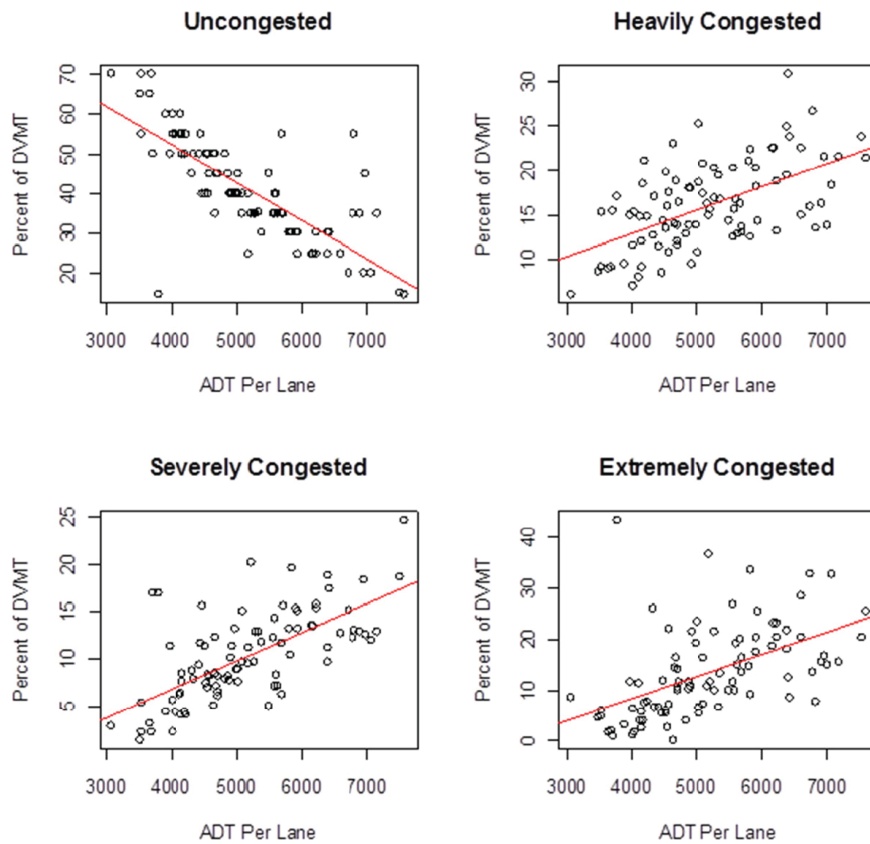 Uncongested
Percent of DVMT
70
60
50
40
30
20
3000 4000 5000 6000 7000
ADT Per Lane
Heavily Congested
Percent of DVMT
30
25
20
15
10
3000 4000 5000 6000 7000
ADT Per Lane
Severely Congested
Percent of DVMT
25
20
15
10
5
3000 4000 5000 6000 7000
ADT Per Lane
Extremely Congested
Percent of DVMT
40
30
20
10
0
3000 4000 5000 6000 7000
ADT Per Lane